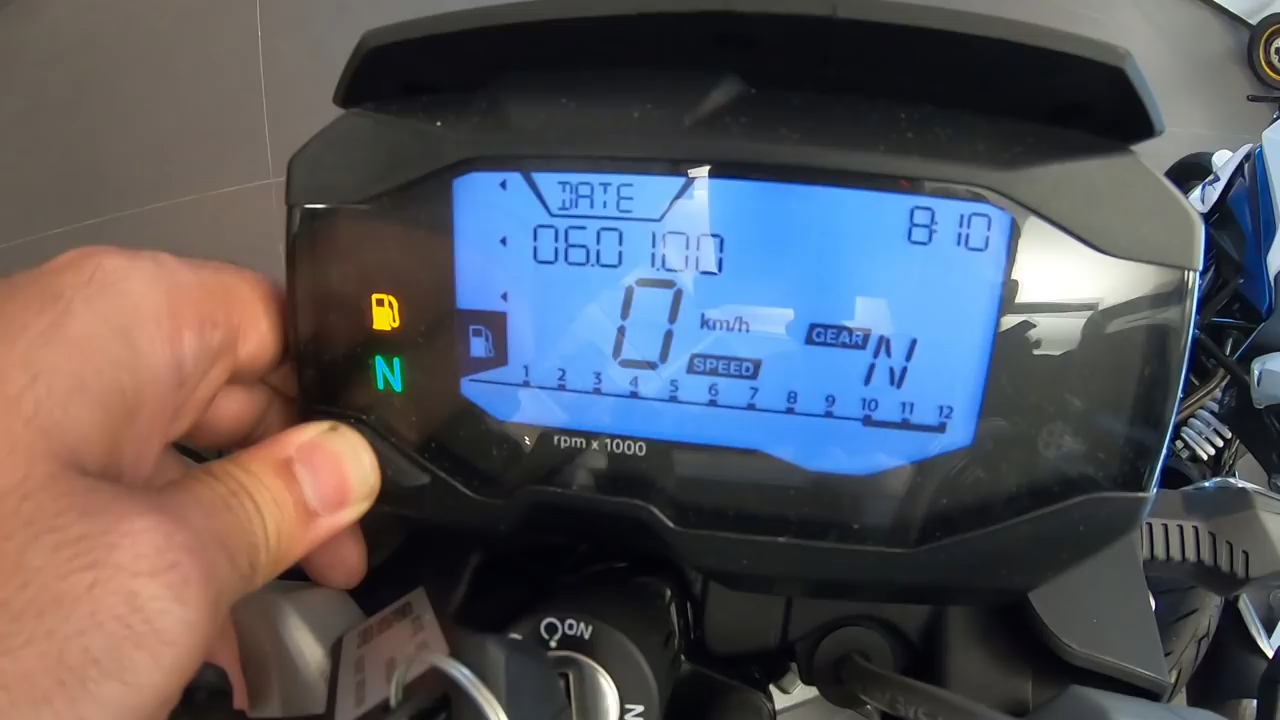 DATE
8:10
06.01.00
0 km/h
SPEED
GEAR N
N
1 2 3 4 5 6 7 8 9 10 11 12
rpm x 1000
ON